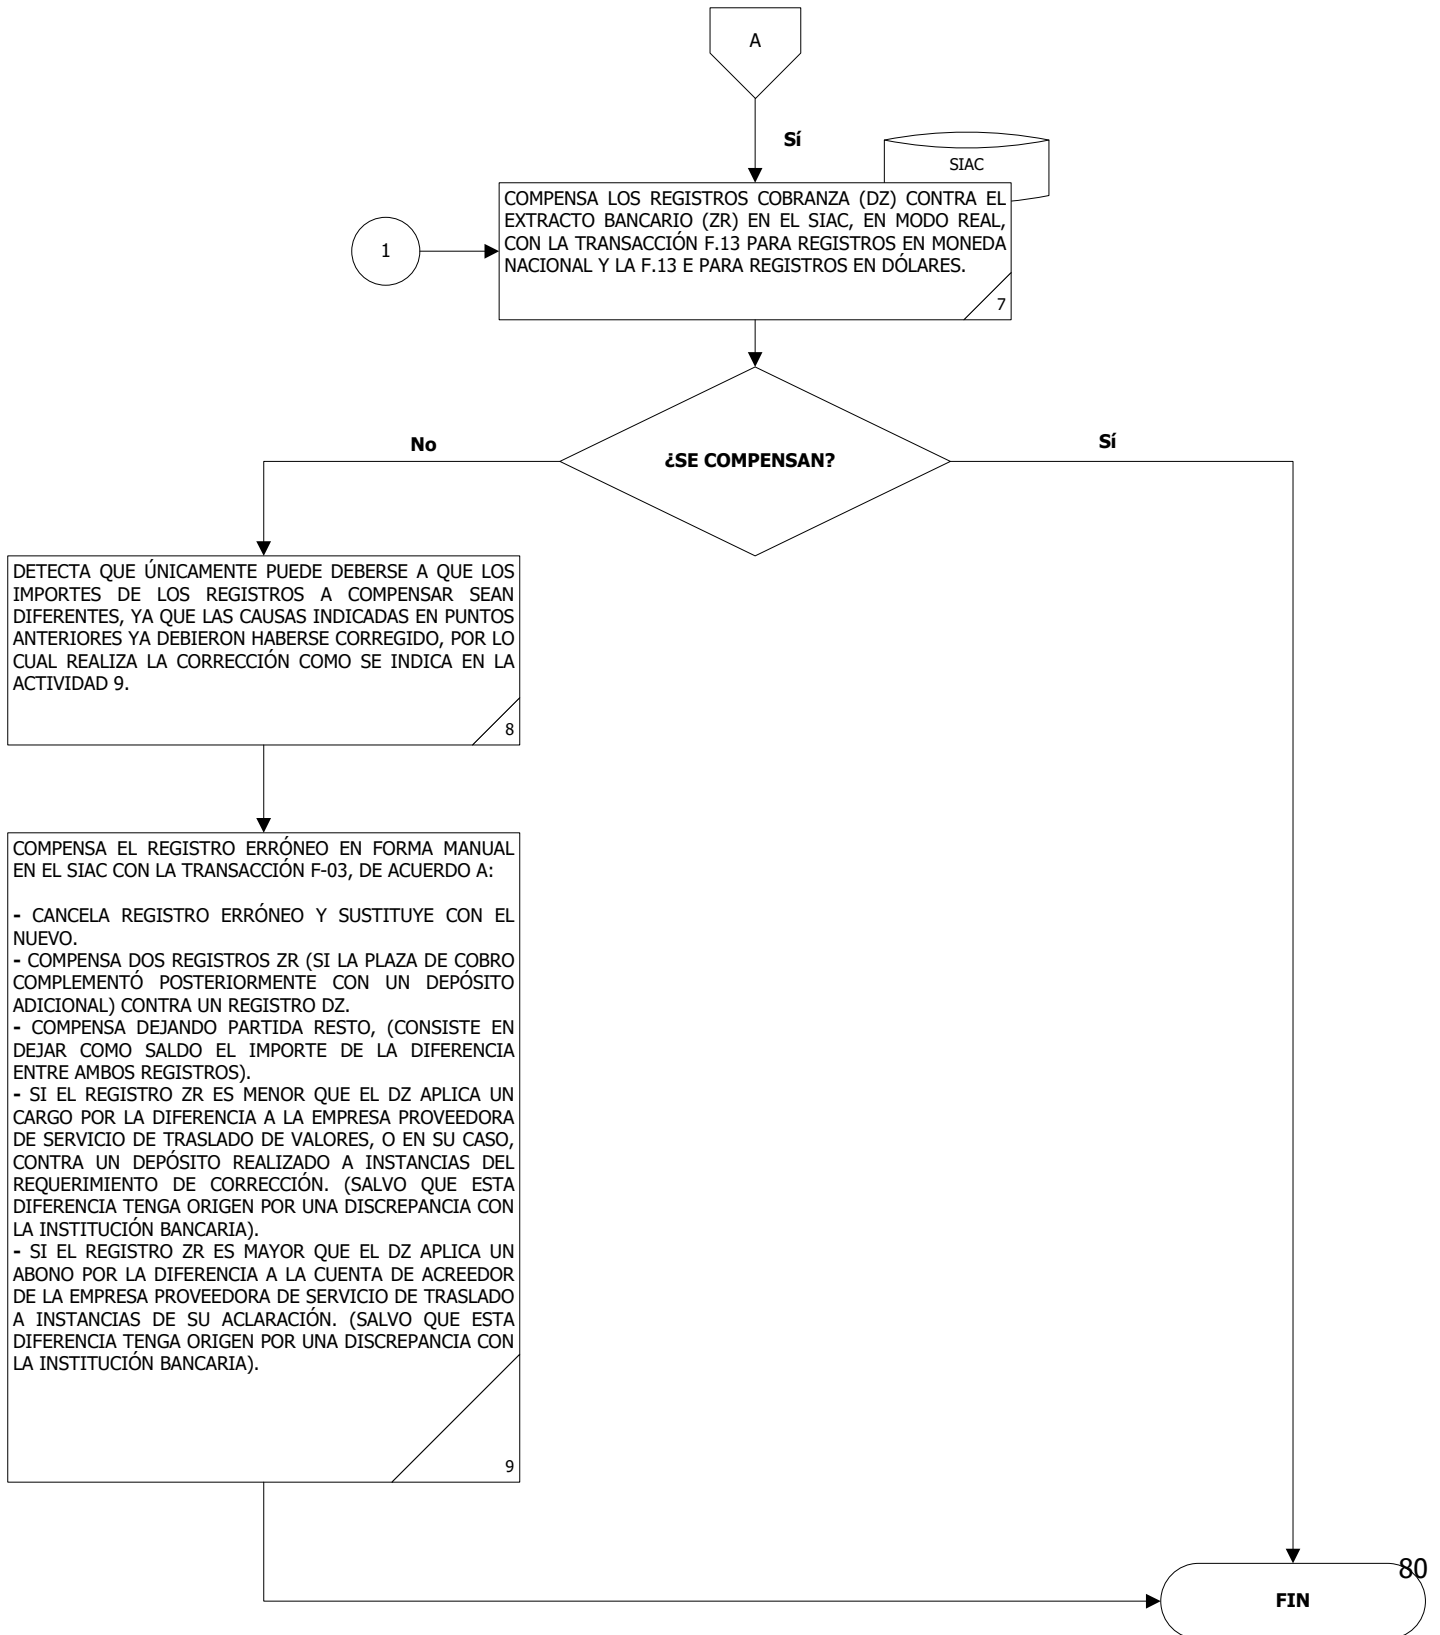 A
Sí
SIAC
COMPENSA LOS REGISTROS COBRANZA (DZ) CONTRA EL
EXTRACTO BANCARIO (ZR) EN EL SIAC, EN MODO REAL,
CON LA TRANSACCIÓN F.13 PARA REGISTROS EN MONEDA
NACIONAL Y LA F.13 E PARA REGISTROS EN DÓLARES.
7
1
¿SE COMPENSAN?
No
Sí
DETECTA QUE ÚNICAMENTE PUEDE DEBERSE A QUE LOS
IMPORTES DE LOS REGISTROS A COMPENSAR SEAN
DIFERENTES, YA QUE LAS CAUSAS INDICADAS EN PUNTOS
ANTERIORES YA DEBIERON HABERSE CORREGIDO, POR LO
CUAL REALIZA LA CORRECCIÓN COMO SE INDICA EN LA
ACTIVIDAD 9.
8
COMPENSA EL REGISTRO ERRÓNEO EN FORMA MANUAL
EN EL SIAC CON LA TRANSACCIÓN F-03, DE ACUERDO A:
- CANCELA REGISTRO ERRÓNEO Y SUSTITUYE CON EL
NUEVO.
- COMPENSA DOS REGISTROS ZR (SI LA PLAZA DE COBRO
COMPLEMENTÓ POSTERIORMENTE CON UN DEPÓSITO
ADICIONAL) CONTRA UN REGISTRO DZ.
- COMPENSA DEJANDO PARTIDA RESTO, (CONSISTE EN
DEJAR COMO SALDO EL IMPORTE DE LA DIFERENCIA
ENTRE AMBOS REGISTROS).
- SI EL REGISTRO ZR ES MENOR QUE EL DZ APLICA UN
CARGO POR LA DIFERENCIA A LA EMPRESA PROVEEDORA
DE SERVICIO DE TRASLADO DE VALORES, O EN SU CASO,
CONTRA UN DEPÓSITO REALIZADO A INSTANCIAS DEL
REQUERIMIENTO DE CORRECCIÓN. (SALVO QUE ESTA
DIFERENCIA TENGA ORIGEN POR UNA DISCREPANCIA CON
LA INSTITUCIÓN BANCARIA).
- SI EL REGISTRO ZR ES MAYOR QUE EL DZ APLICA UN
ABONO POR LA DIFERENCIA A LA CUENTA DE ACREEDOR
DE LA EMPRESA PROVEEDORA DE SERVICIO DE TRASLADO
A INSTANCIAS DE SU ACLARACIÓN. (SALVO QUE ESTA
DIFERENCIA TENGA ORIGEN POR UNA DISCREPANCIA CON
LA INSTITUCIÓN BANCARIA).
9
80
FIN